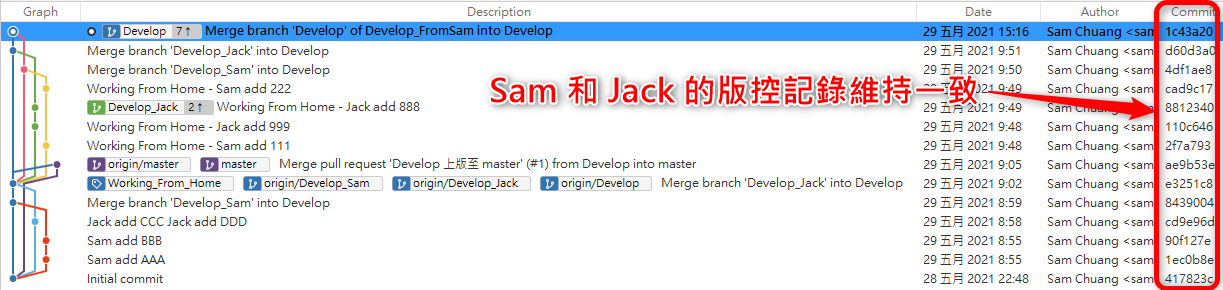 Graph Description Date Author Commit
Develop 7↑ Merge branch 'Develop' of Develop_FromSam into Develop 29 五月 2021 15:16 Sam Chuang <sam 1c43a20
Merge branch 'Develop_Jack' into Develop 29 五月 2021 9:51 Sam Chuang <sam d60d3a0
Merge branch 'Develop_Sam' into Develop 29 五月 2021 9:50 Sam Chuang <sam 4df1ae8
Working From Home - Sam add 222 29 五月 2021 9:49 Sam Chuang <sam cad9c17
Sam 和 Jack 的版控記錄維持一致
Develop_Jack 2↑ Working From Home - Jack add 888 29 五月 2021 9:49 Sam Chuang <sam 8812340
Working From Home - Jack add 999 29 五月 2021 9:48 Sam Chuang <sam 110c646
Working From Home - Sam add 111 29 五月 2021 9:48 Sam Chuang <sam 2f7a793
origin/master master Merge pull request 'Develop 上版至 master' (#1) from Develop into master 29 五月 2021 9:05 Sam Chuang <sam ae9b53e
Working_From_Home origin/Develop_Sam origin/Develop_Jack origin/Develop Merge branch 'Develop_Jack' into Develop 29 五月 2021 9:02 Sam Chuang <sam e3251c8
Merge branch 'Develop_Sam' into Develop 29 五月 2021 8:59 Sam Chuang <sam 8439004
Jack add CCC Jack add DDD 29 五月 2021 8:58 Sam Chuang <sam cd9e96d
Sam add BBB 29 五月 2021 8:55 Sam Chuang <sam 90f127e
Sam add AAA 29 五月 2021 8:55 Sam Chuang <sam 1ec0b8e
Initial commit 28 五月 2021 22:48 Sam Chuang <sam 417823c